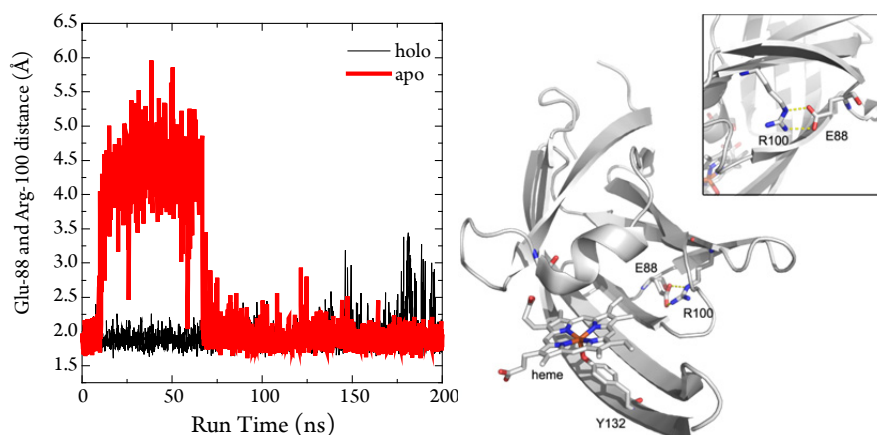 Glu-88 and Arg-100 distance (Å)
6.5
6.0
5.5
5.0
4.5
4.0
3.5
3.0
2.5
2.0
1.5
0
50
100
150
200
Run Time (ns)
holo
apo
E88
R100
heme
Y132
R100
E88